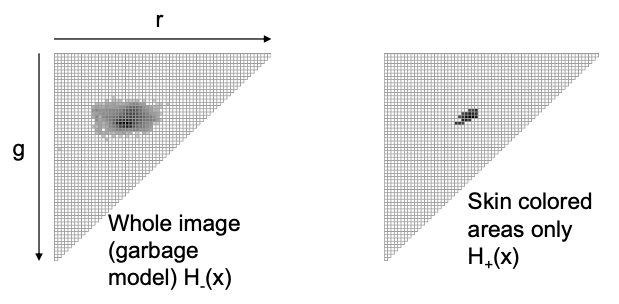 r
g
Whole image
(garbage
model) H-(x)
Skin colored
areas only
H+(x)